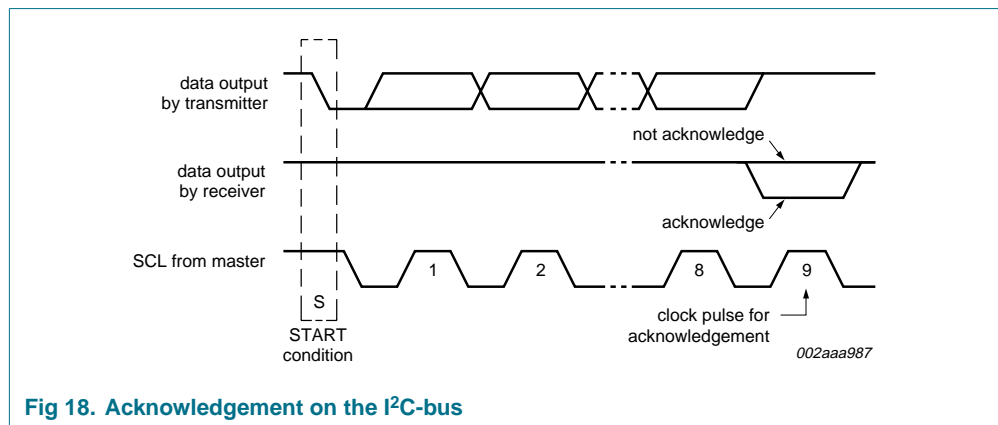 data output
by transmitter
not acknowledge
data output
by receiver
acknowledge
SCL from master
1
2
8
9
S
START
condition
clock pulse for
acknowledgement
002aaa987
Fig 18. Acknowledgement on the I²C-bus